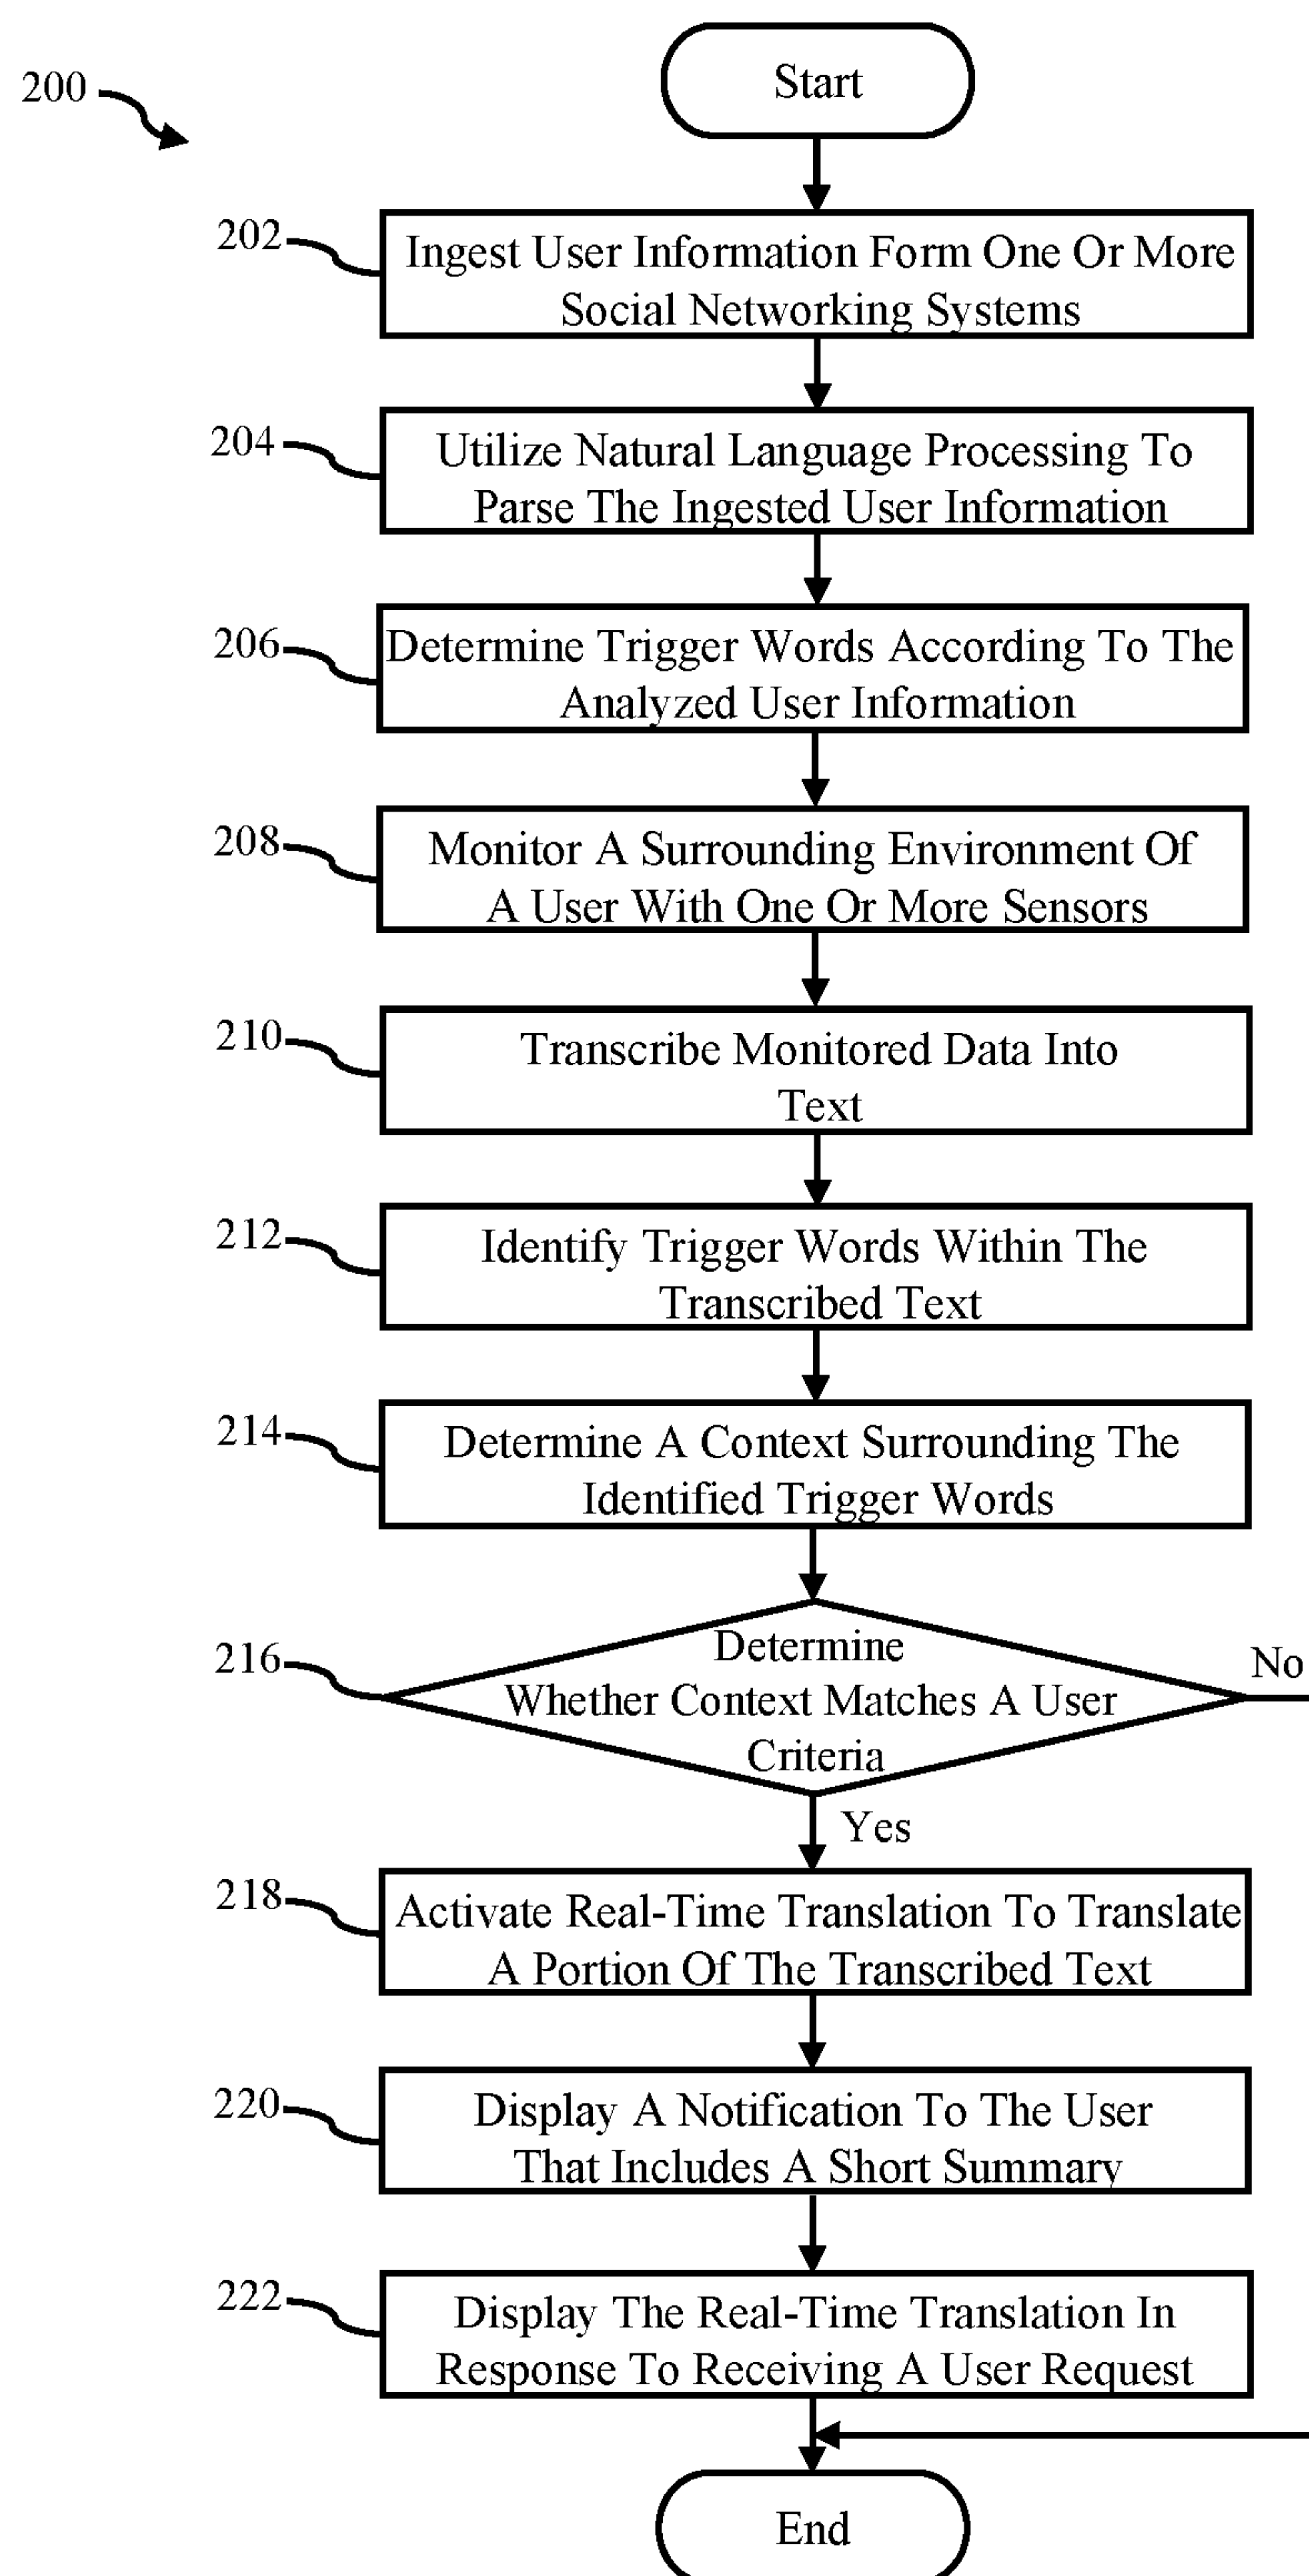 200
Start
202
Ingest User Information Form One Or More
Social Networking Systems
204
Utilize Natural Language Processing To
Parse The Ingested User Information
206
Determine Trigger Words According To The
Analyzed User Information
208
Monitor A Surrounding Environment Of
A User With One Or More Sensors
210
Transcribe Monitored Data Into
Text
212
Identify Trigger Words Within The
Transcribed Text
214
Determine A Context Surrounding The
Identified Trigger Words
216
Determine
Whether Context Matches A User
Criteria
No
Yes
218
Activate Real-Time Translation To Translate
A Portion Of The Transcribed Text
220
Display A Notification To The User
That Includes A Short Summary
222
Display The Real-Time Translation In
Response To Receiving A User Request
End